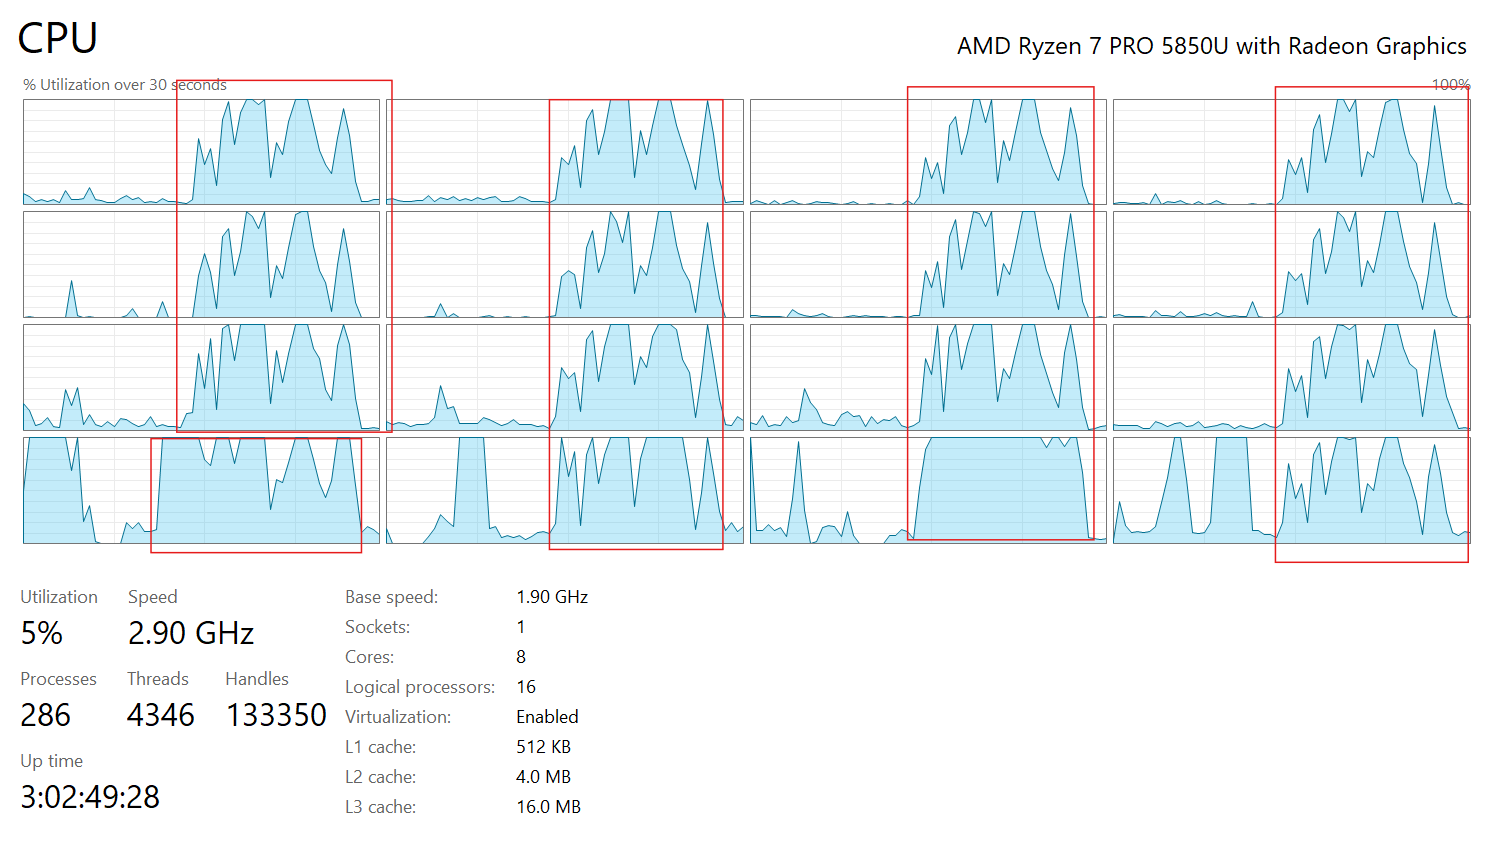 CPU
AMD Ryzen 7 PRO 5850U with Radeon Graphics
% Utilization over 30 seconds
100%
Utilization Speed
5% 2.90 GHz
Processes Threads Handles
286 4346 133350
Up time
3:02:49:28
Base speed: 1.90 GHz
Sockets: 1
Cores: 8
Logical processors: 16
Virtualization: Enabled
L1 cache: 512 KB
L2 cache: 4.0 MB
L3 cache: 16.0 MB